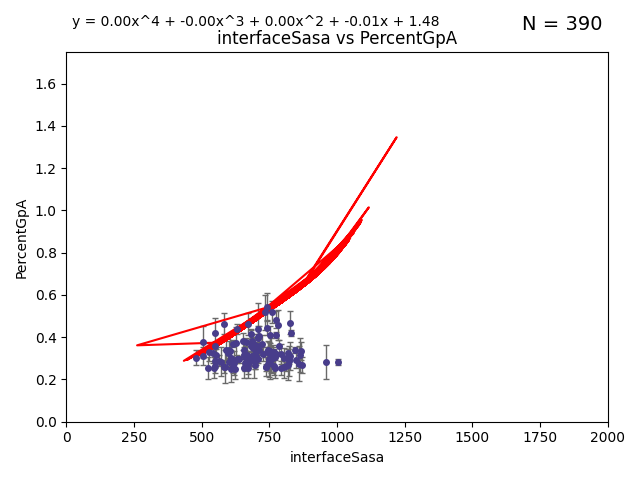 y = 0.00x^4 + -0.00x^3 + 0.00x^2 + -0.01x + 1.48
N = 390
interfaceSasa vs PercentGpA
PercentGpA
1.6
1.4
1.2
1.0
0.8
0.6
0.4
0.2
0.0
0 250 500 750 1000 1250 1500 1750 2000
interfaceSasa